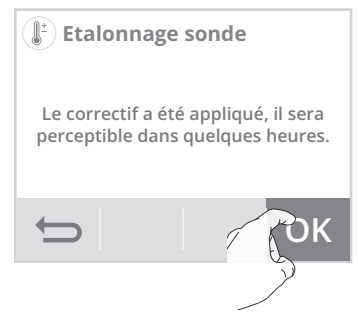 Etalonnage sonde
Le correctif a été appliqué, il sera
perceptible dans quelques heures.
OK